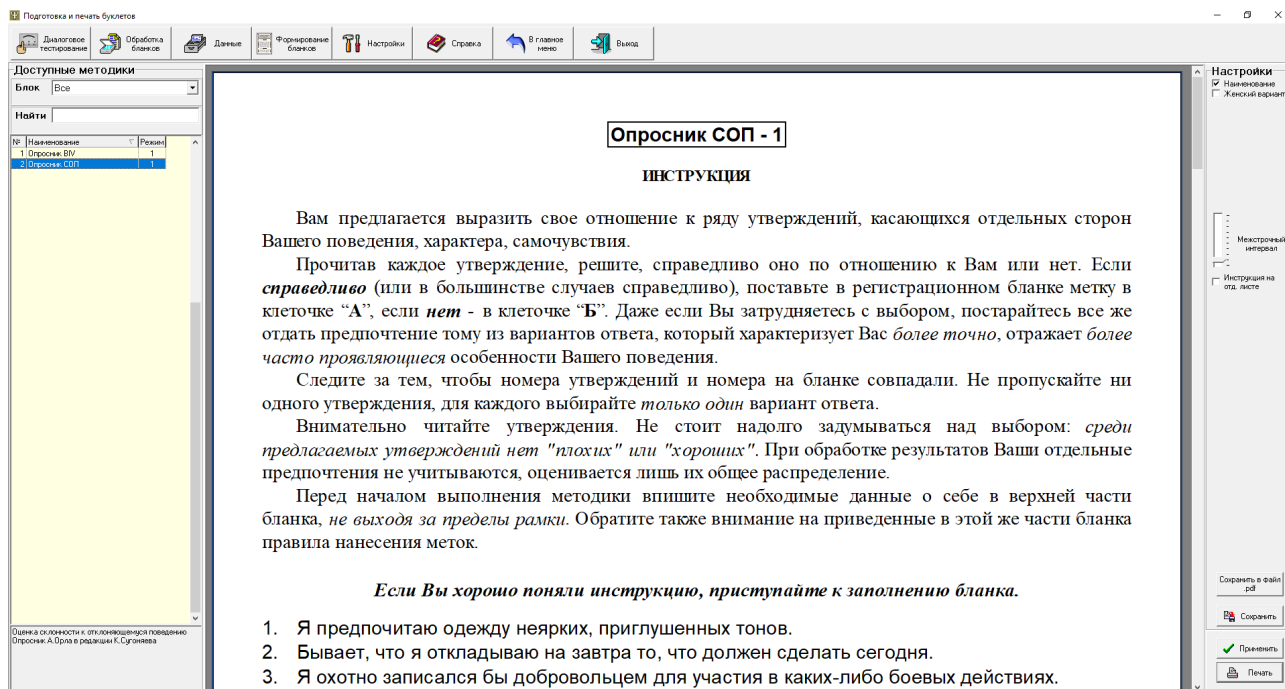 Подготовка и печать буклетов
Диалоговое тестирование
Обработка бланков
Данные
Формирование бланков
Настройки
Справка
В главное меню
Выход
Доступные методики
Блок Все
Найти
№ Наименование Режим
1 Опросник BIV 1
2 Опросник СОП 1
Оценка склонности к отклоняющемуся поведению
Опросник А.Орла в редакции К.Сугоняева
Опросник СОП - 1
ИНСТРУКЦИЯ
Вам предлагается выразить свое отношение к ряду утверждений, касающихся отдельных сторон
Вашего поведения, характера, самочувствия.
Прочитав каждое утверждение, решите, справедливо оно по отношению к Вам или нет. Если
справедливо (или в большинстве случаев справедливо), поставьте в регистрационном бланке метку в
клеточке “А”, если нет - в клеточке “Б”. Даже если Вы затрудняетесь с выбором, постарайтесь все же
отдать предпочтение тому из вариантов ответа, который характеризует Вас более точно, отражает более
часто проявляющиеся особенности Вашего поведения.
Следите за тем, чтобы номера утверждений и номера на бланке совпадали. Не пропускайте ни
одного утверждения, для каждого выбирайте только один вариант ответа.
Внимательно читайте утверждения. Не стоит надолго задумываться над выбором: среди
предлагаемых утверждений нет "плохих" или "хороших". При обработке результатов Ваши отдельные
предпочтения не учитываются, оценивается лишь их общее распределение.
Перед началом выполнения методики впишите необходимые данные о себе в верхней части
бланка, не выходя за пределы рамки. Обратите также внимание на приведенные в этой же части бланка
правила нанесения меток.
Если Вы хорошо поняли инструкцию, приступайте к заполнению бланка.
1. Я предпочитаю одежду неярких, приглушенных тонов.
2. Бывает, что я откладываю на завтра то, что должен сделать сегодня.
3. Я охотно записался бы добровольцем для участия в каких-либо боевых действиях.
Настройки
Наименование
Женский вариант
Межстрочный
интервал
Инструкция на
отд. листе
Сохранить в файл
.pdf
Сохранить
Применить
Печать